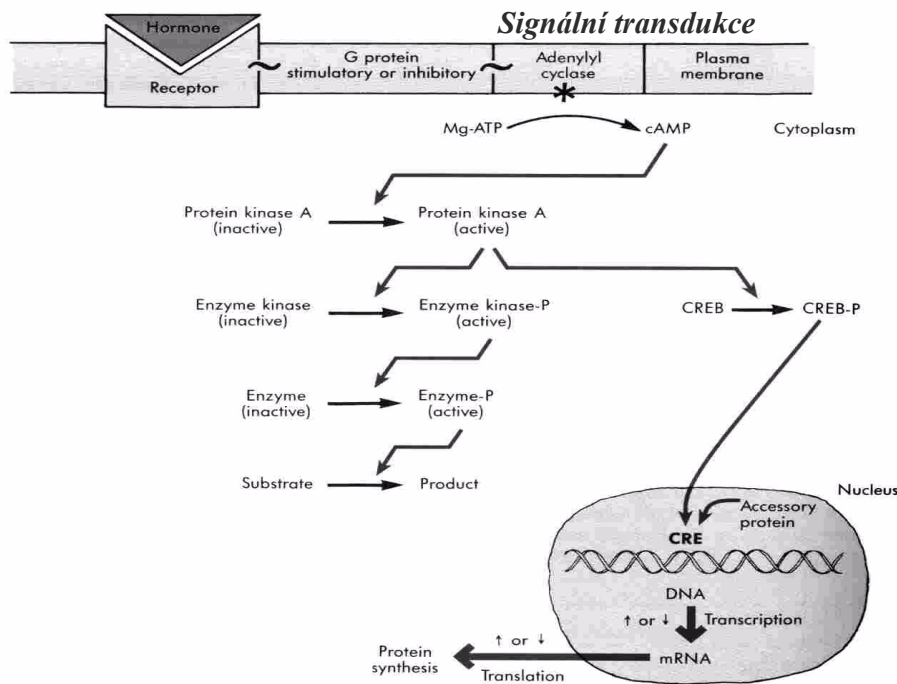 Signální transdukce
Hormone
Receptor
G protein
stimulatory or inhibitory
Adenylyl
cyclase
Plasma
membrane
Mg-ATP
cAMP
Cytoplasm
Protein kinase A
(inactive)
Protein kinase A
(active)
Enzyme kinase
(inactive)
Enzyme kinase-P
(active)
CREB
CREB-P
Enzyme
(inactive)
Enzyme-P
(active)
Substrate
Product
Nucleus
Accessory
protein
CRE
DNA
↑ or ↓
Transcription
mRNA
↑ or ↓
Translation
Protein
synthesis